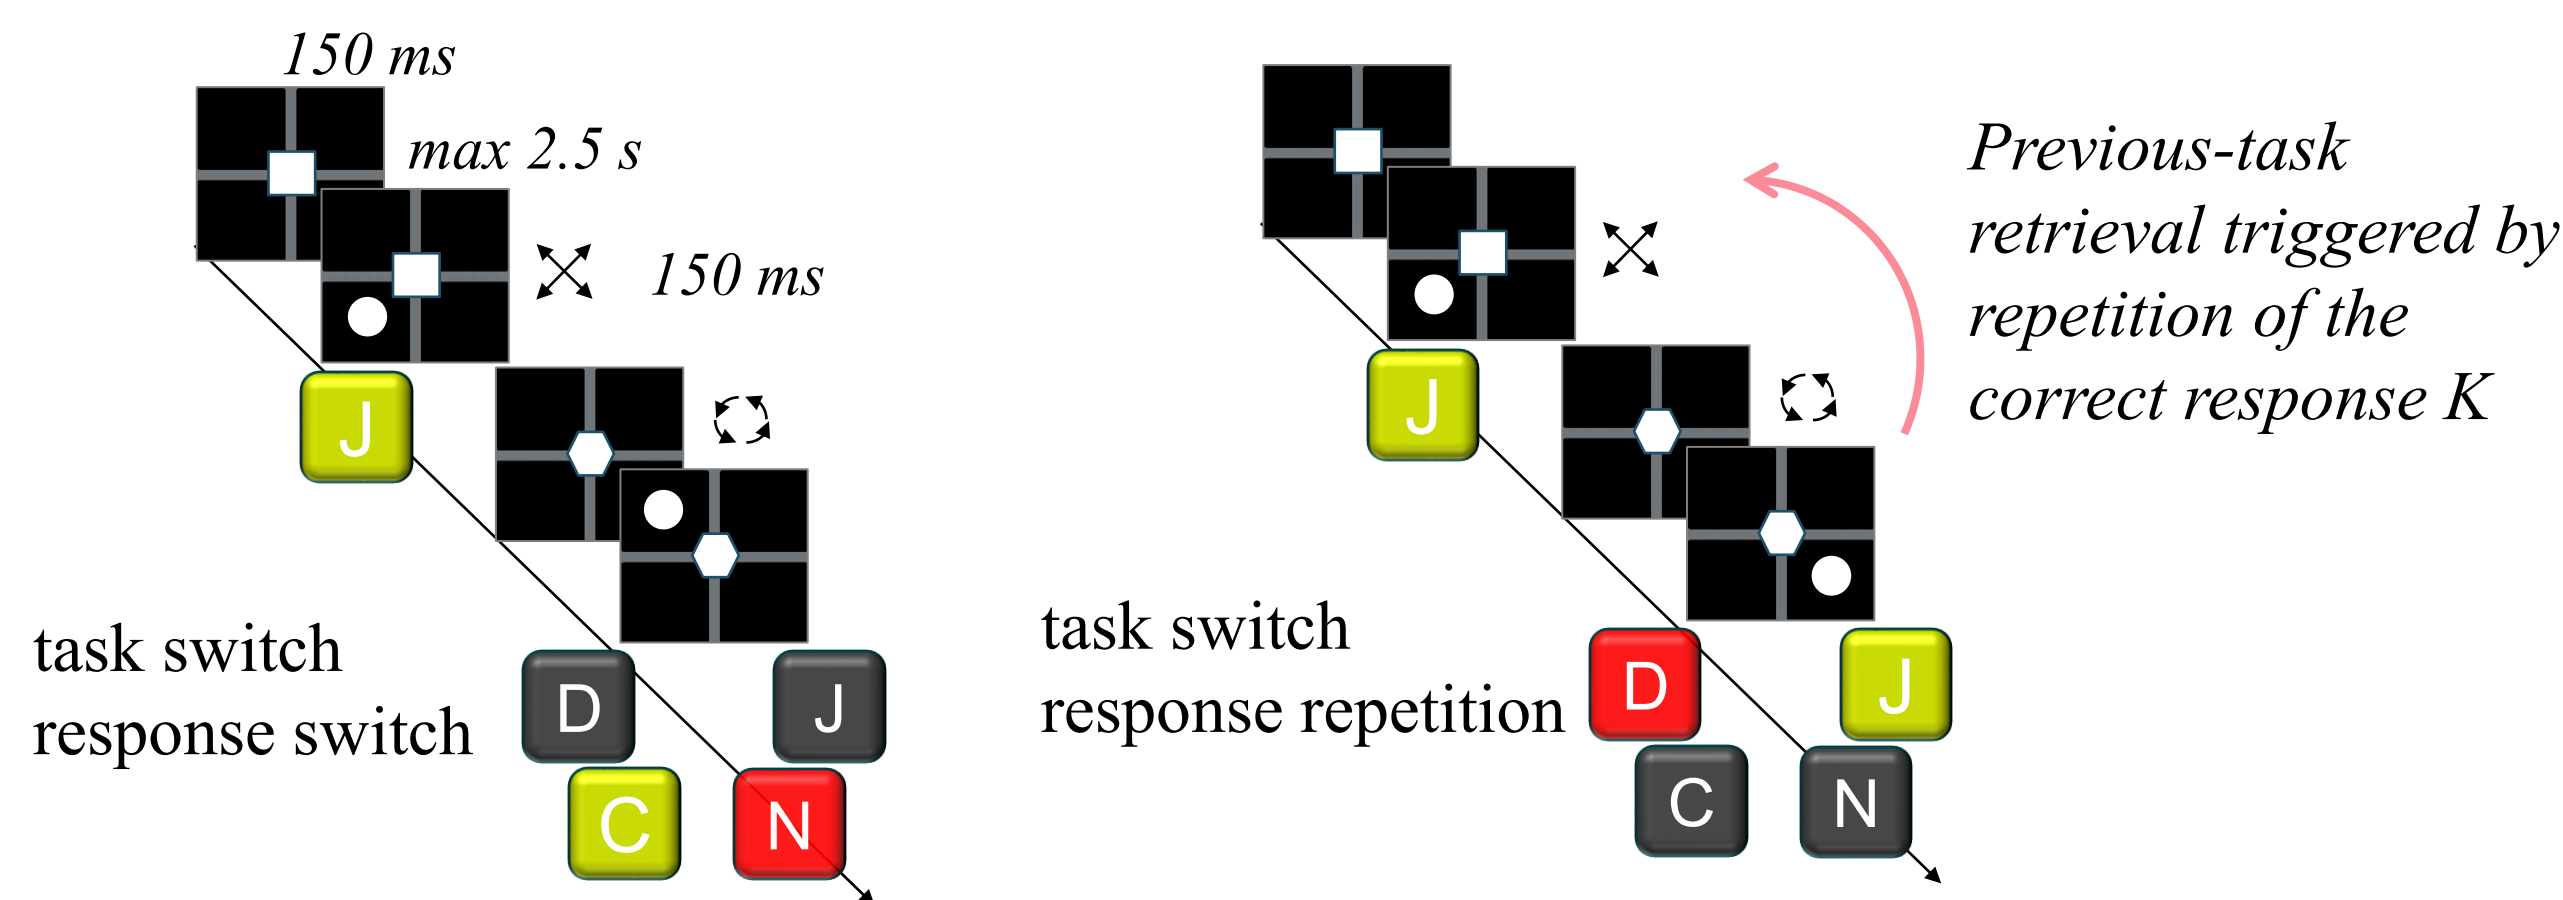 150 ms
max 2.5 s
150 ms
J
D
J
C
N
task switch
response switch
J
D
J
C
N
task switch
response repetition
Previous-task
retrieval triggered by
repetition of the
correct response K